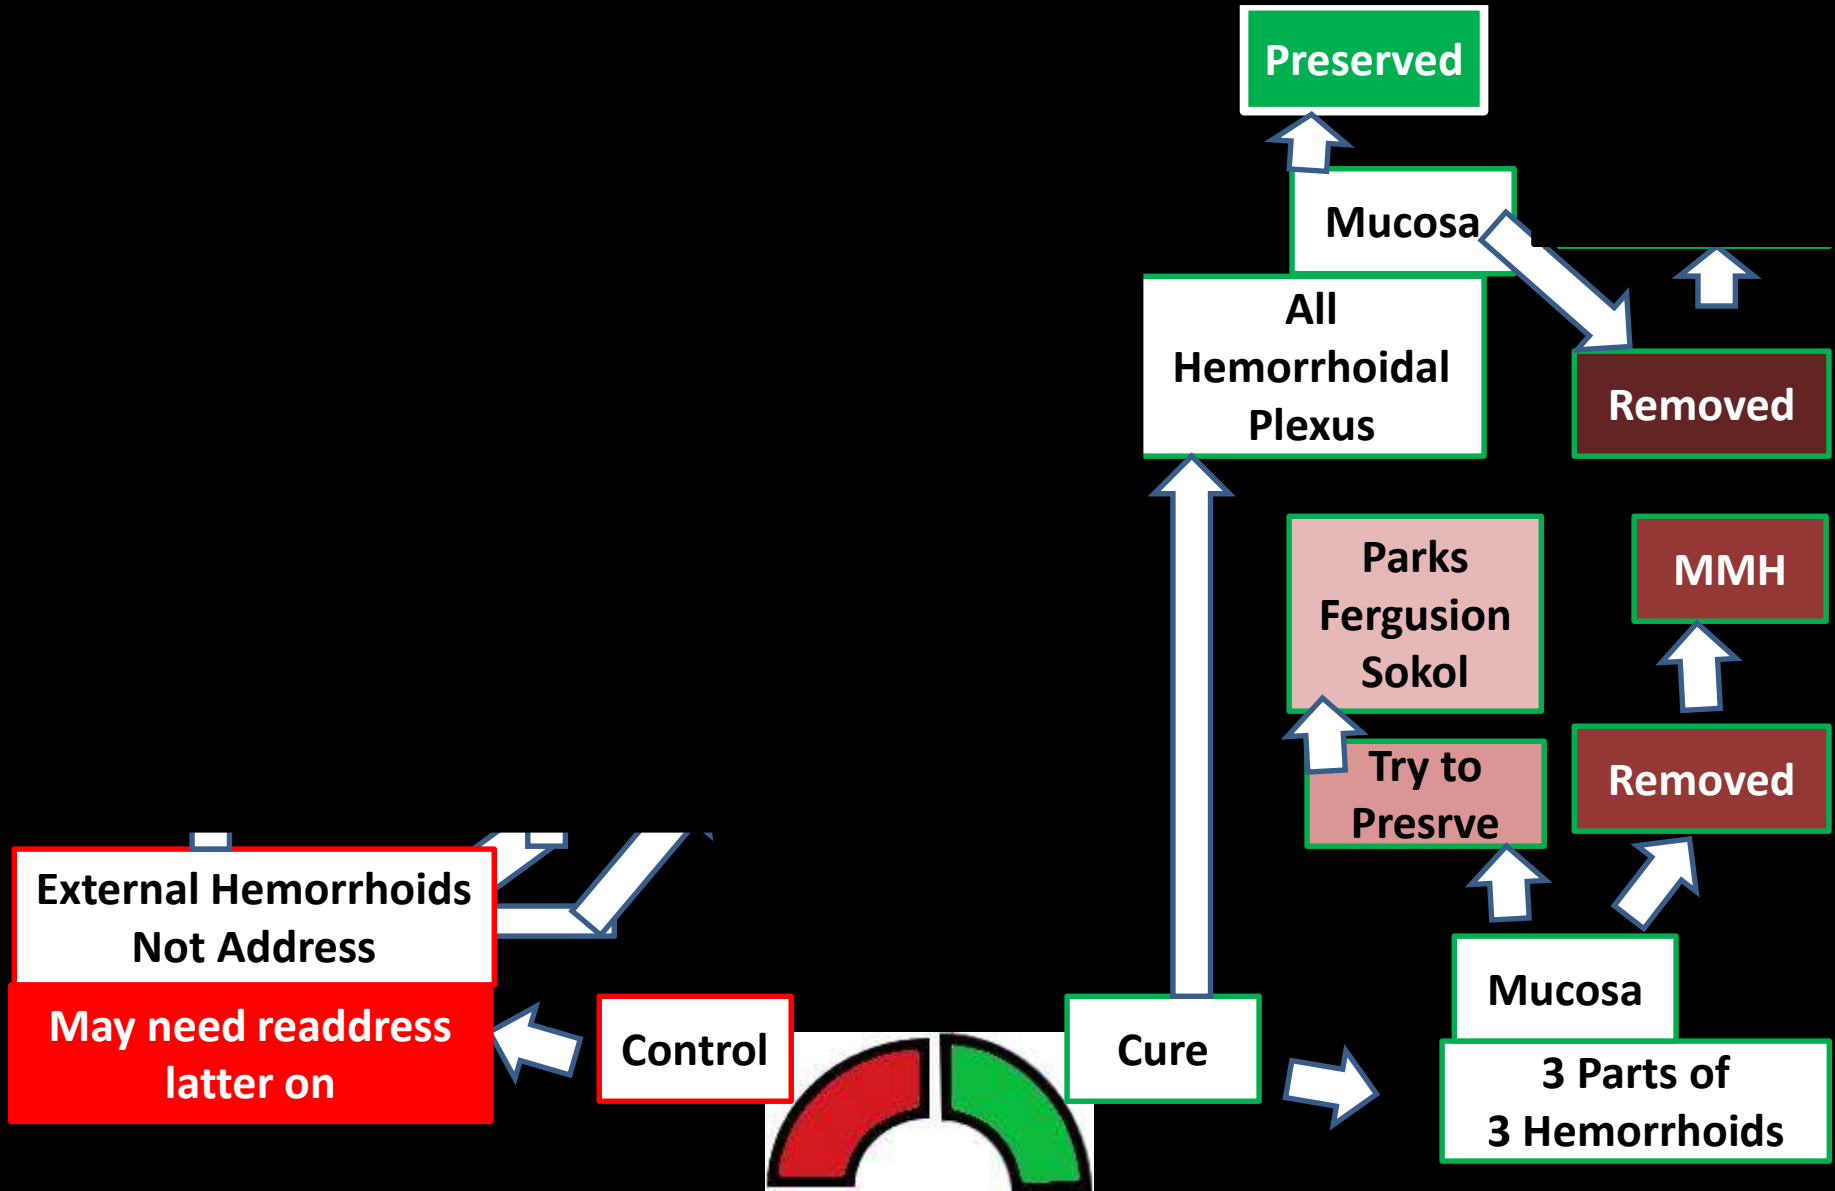 Preserved
Mucosa
All
Hemorrhoidal
Plexus
Removed
Parks
Fergusion
Sokol
MMH
Try to
Presrve
Removed
External Hemorrhoids
Not Address
May need readdress
latter on
Control
Cure
Mucosa
3 Parts of
3 Hemorrhoids